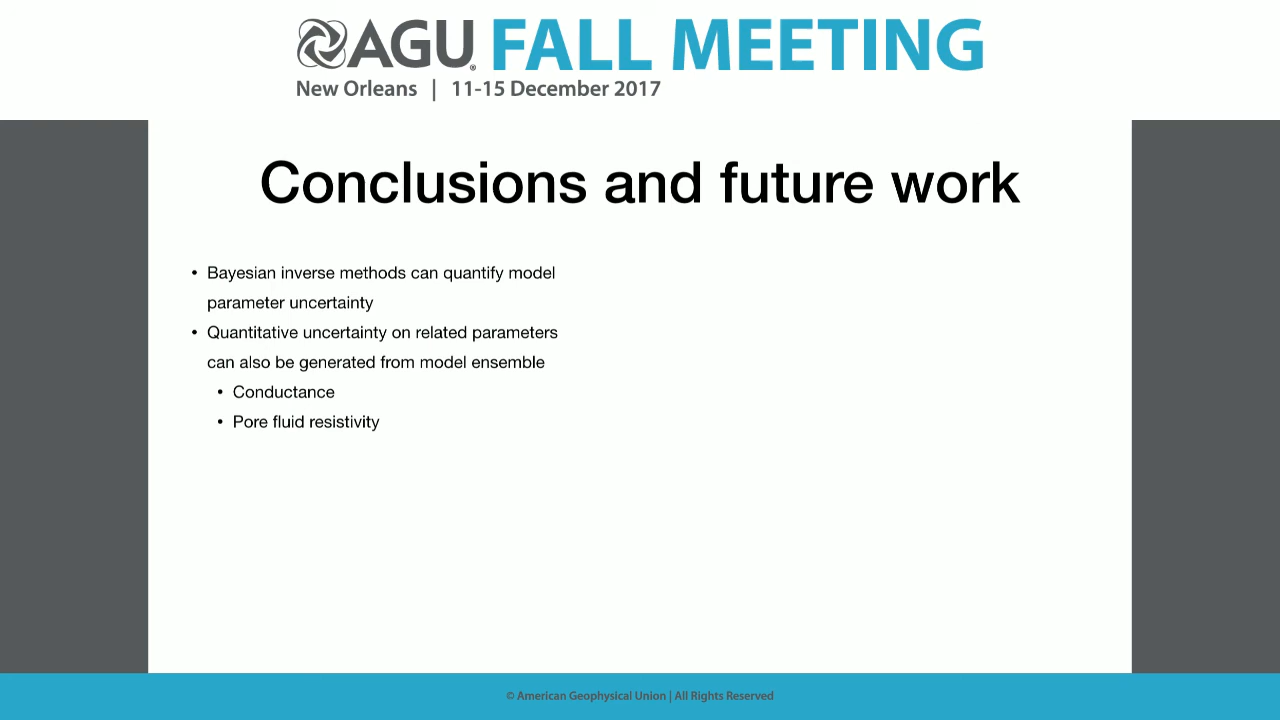 AGU FALL MEETING
New Orleans | 11-15 December 2017
Conclusions and future work
• Bayesian inverse methods can quantify model
parameter uncertainty
• Quantitative uncertainty on related parameters
can also be generated from model ensemble
• Conductance
• Pore fluid resistivity
© American Geophysical Union | All Rights Reserved